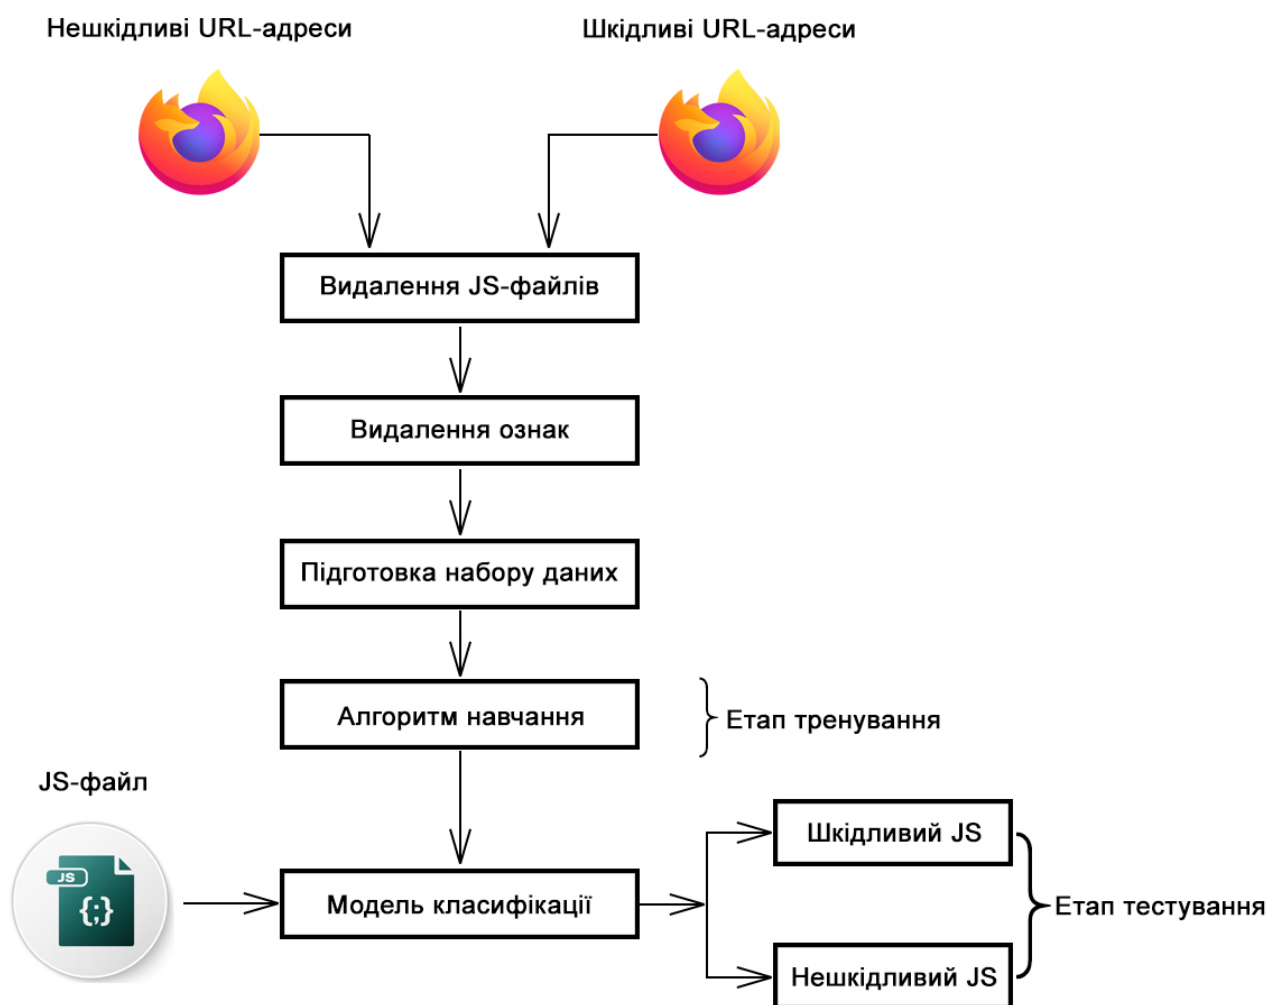 Нешкідливі URL-адреси
Шкідливі URL-адреси
Видалення JS-файлів
Видалення ознак
Підготовка набору даних
Алгоритм навчання
Етап тренування
JS-файл
JS
{;}
Модель класифікації
Шкідливий JS
Нешкідливий JS
Етап тестування